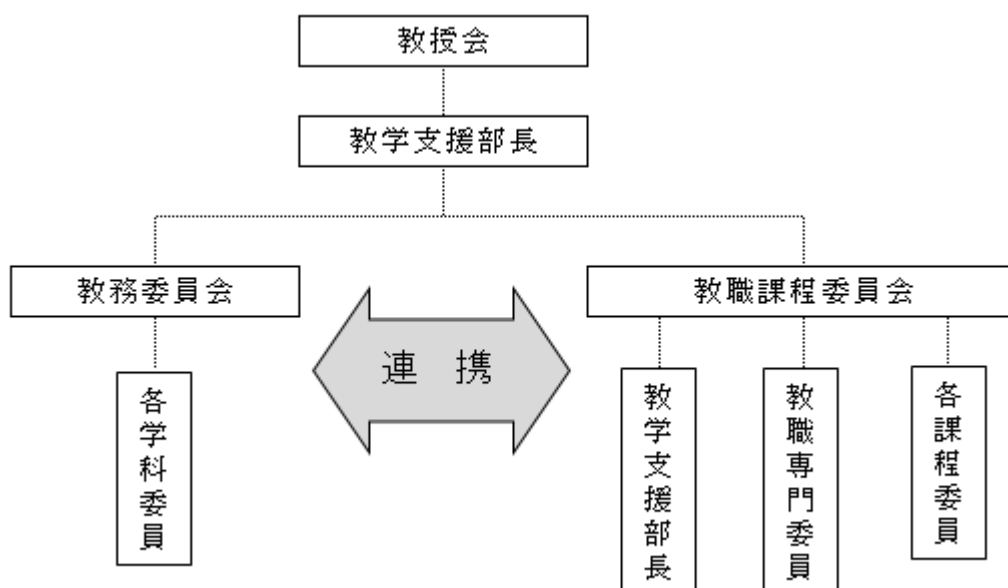 教授会
教学支援部長
教務委員会
教職課程委員会
連 携
各学科委員
教学支援部長
教職専門委員
各課程委員